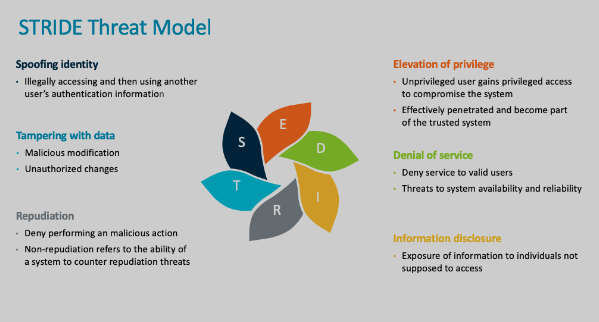 STRIDE Threat Model
Spoofing identity
• Illegally accessing and then using another
user's authentication information
Tampering with data
• Malicious modification
• Unauthorized changes
Repudiation
• Deny performing an malicious action
• Non-repudiation refers to the ability of
a system to counter repudiation threats
S
E
D
T
I
R
Elevation of privilege
• Unprivileged user gains privileged access
to compromise the system
• Effectively penetrated and become part
of the trusted system
Denial of service
• Deny service to valid users
• Threats to system availability and reliability
Information disclosure
• Exposure of information to individuals not
supposed to access